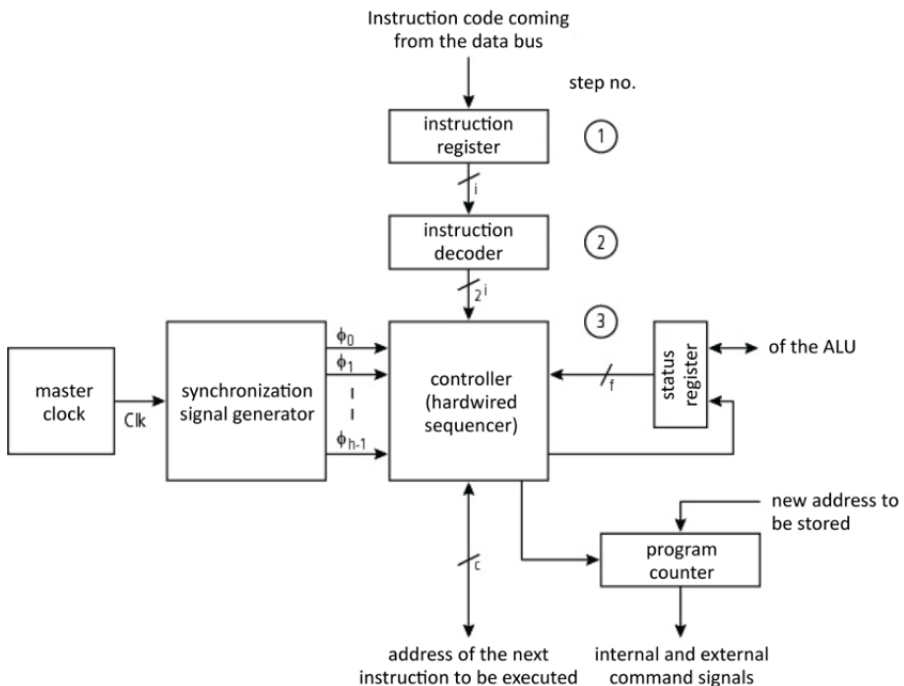 Instruction code coming
from the data bus
step no.
instruction
register
1
i
instruction
decoder
2
2^i
3
ϕ0
ϕ1
ϕh-1
master
clock
Clk
synchronization
signal generator
controller
(hardwired
sequencer)
f
status
register
of the ALU
new address to
be stored
program
counter
c
address of the next
instruction to be executed
internal and external
command signals